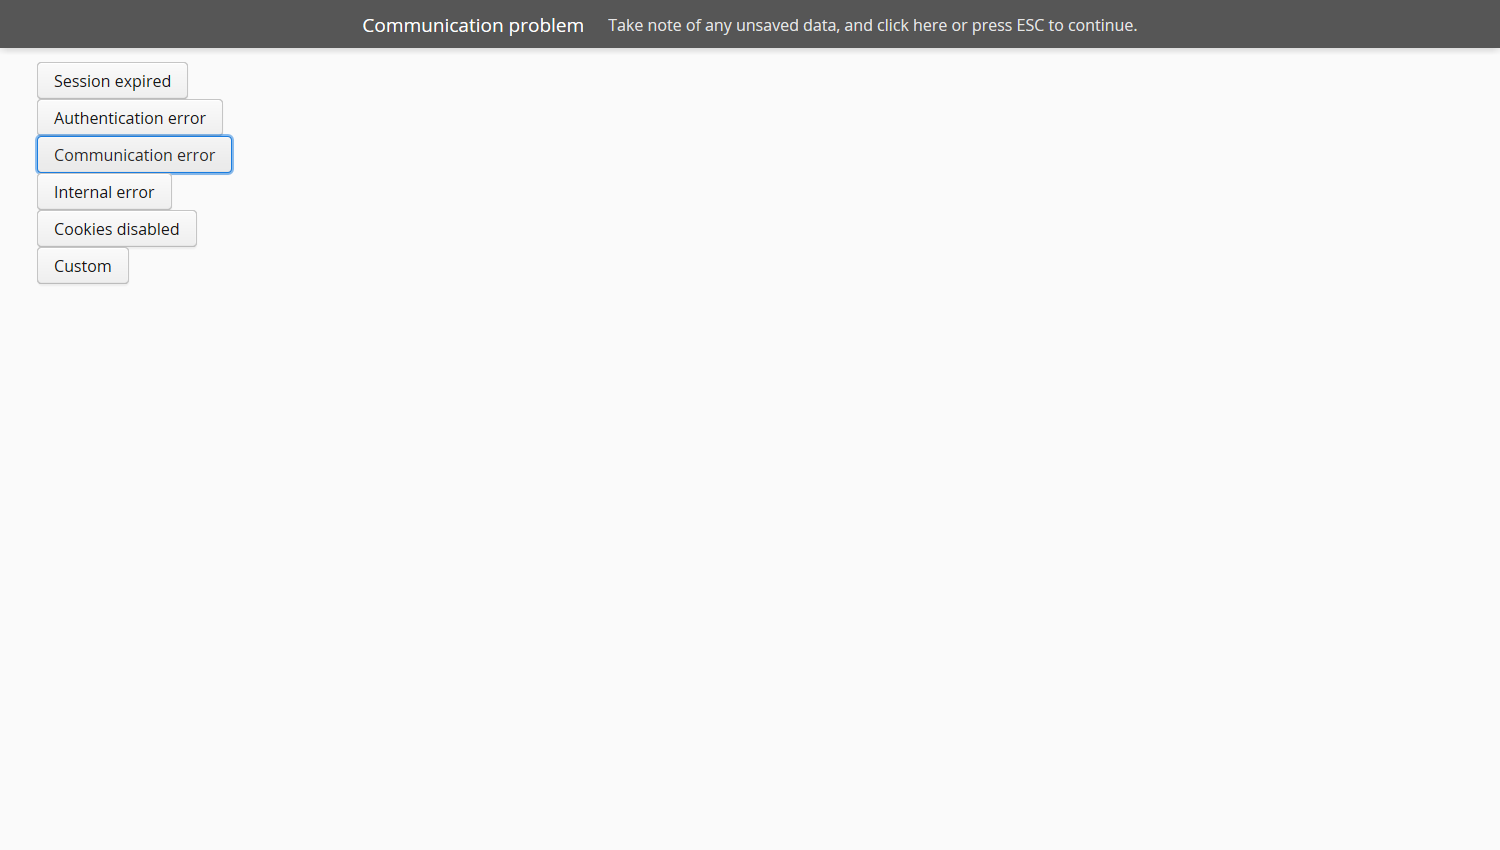 Communication problem Take note of any unsaved data, and click here or press ESC to continue.
Session expired
Authentication error
Communication error
Internal error
Cookies disabled
Custom